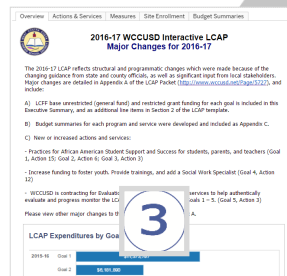 Overview Actions & Services Measures Site Enrollment Budget Summaries
2016-17 WCCUSD Interactive LCAP
Major Changes for 2016-17
The 2016-17 LCAP reflects structural and programmatic changes which were made because of the
changing guidance from state and county officials, as well as significant input from local stakeholders.
Major changes are detailed in Appendix A of the LCAP Packet (http://www.wccusd.net/Page/5727), and
include:
A) LCFF base unrestricted (general fund) and restricted grant funding for each goal is included in this
Executive Summary, and as additional line items in Section 2 of the LCAP template.
B) Budget summaries for each program and service were developed and included as Appendix C.
C) New or increased actions and services:
- Practices for African American Student Support and Success for students, parents, and teachers (Goal
1, Action 15; Goal 2, Action 6; Goal 3, Action 3)
- Increase funding to foster youth. Provide trainings, and add a Social Work Specialist (Goal 4, Action
12)
- WCCUSD is contracting for Evaluation services to help authentically
evaluate and progress monitor the LC Goals 1 - 5. (Goal 5, Action 3)
Please view other major changes to th A.
3
LCAP Expenditures by Goa
2015-16 Goal 1
Goal 2 $8,101,880